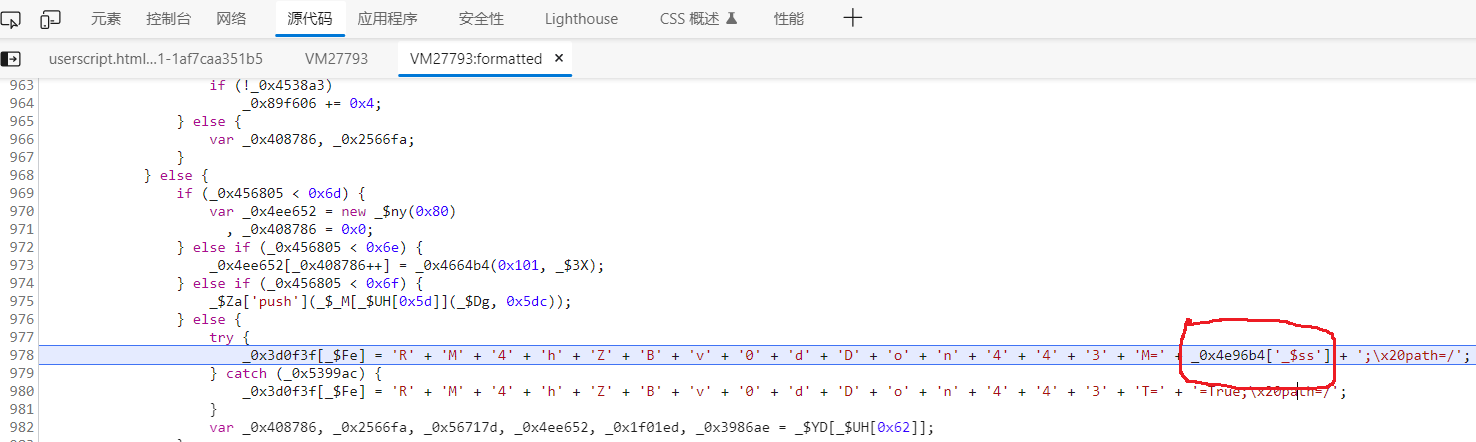 元素 控制台 网络 源代码 应用程序 安全性 Lighthouse CSS 概述 性能
userscript.html...1-1af7caa351b5 VM27793 VM27793:formatted ×
963 if (!_0x4538a3)
964 _0x89f606 += 0x4;
965 } else {
966 var _0x408786, _0x2566fa;
967 }
968 } else {
969 if (_0x456805 < 0x6d) {
970 var _0x4ee652 = new _$ny(0x80)
971 , _0x408786 = 0x0;
972 } else if (_0x456805 < 0x6e) {
973 _0x4ee652[_0x408786++] = _0x4664b4(0x101, _$3X);
974 } else if (_0x456805 < 0x6f) {
975 _$Za['push'](_$_M[_$UH[0x5d]](_$Dg, 0x5dc));
976 } else {
977 try {
978 _0x3d0f3f[_$Fe] = 'R' + 'M' + '4' + 'h' + 'Z' + 'B' + 'v' + '0' + 'd' + 'D' + 'o' + 'n' + '4' + '4' + '3' + 'M=' + _0x4e96b4['_$ss'] + ';\x20path=/';
979 } catch (_0x5399ac) {
980 _0x3d0f3f[_$Fe] = 'R' + 'M' + '4' + 'h' + 'Z' + 'B' + 'v' + '0' + 'd' + 'D' + 'o' + 'n' + '4' + '4' + '3' + 'T=' + '=True;\x20path=/';
981 }
982 var _0x408786, _0x2566fa, _0x56717d, _0x4ee652, _0x1f01ed, _0x3986ae = _$YD[_$UH[0x62]];